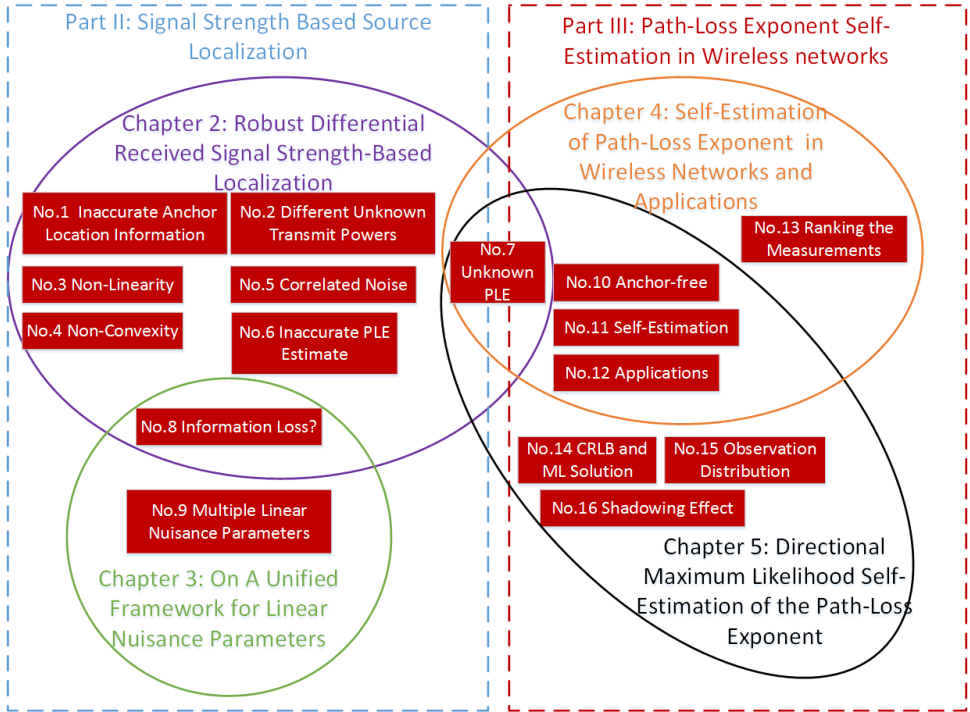 Part II: Signal Strength Based Source
Localization
Part III: Path-Loss Exponent Self-
Estimation in Wireless networks
Chapter 2: Robust Differential
Received Signal Strength-Based
Localization
Chapter 4: Self-Estimation
of Path-Loss Exponent in
Wireless Networks and
Applications
No.1 Inaccurate Anchor
Location Information
No.2 Different Unknown
Transmit Powers
No.3 Non-Linearity
No.5 Correlated Noise
No.4 Non-Convexity
No.6 Inaccurate PLE
Estimate
No.7
Unknown
PLE
No.13 Ranking the
Measurements
No.10 Anchor-free
No.11 Self-Estimation
No.12 Applications
No.8 Information Loss?
No.9 Multiple Linear
Nuisance Parameters
Chapter 3: On A Unified
Framework for Linear
Nuisance Parameters
No.14 CRLB and
ML Solution
No.15 Observation
Distribution
No.16 Shadowing Effect
Chapter 5: Directional
Maximum Likelihood Self-
Estimation of the Path-Loss
Exponent